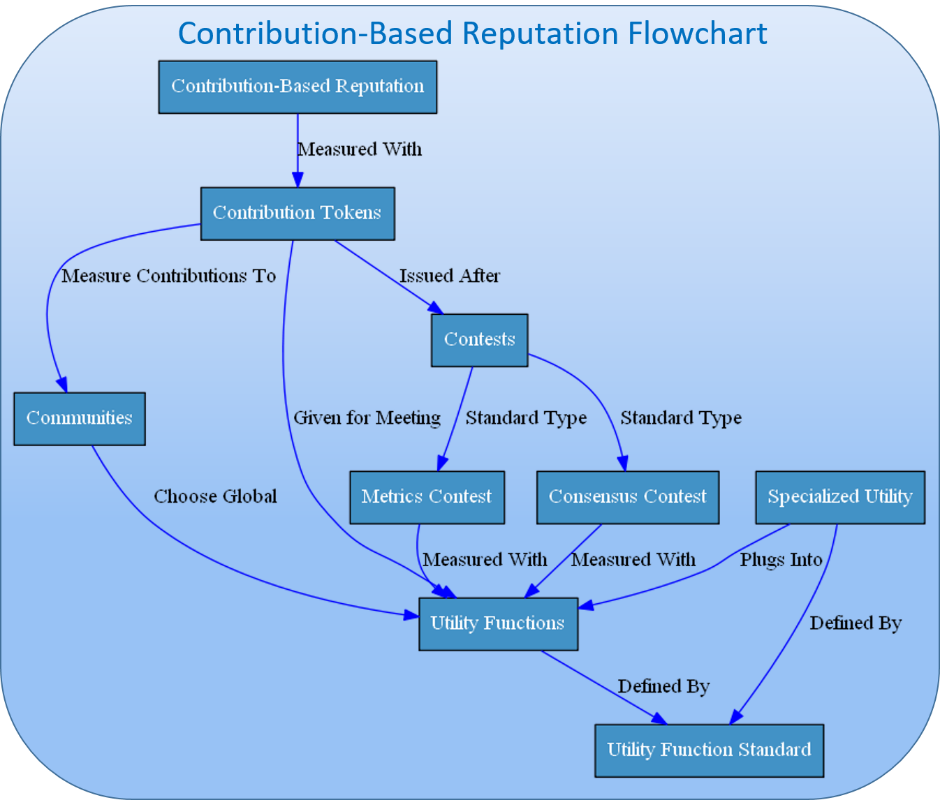 Contribution-Based Reputation Flowchart
Contribution-Based Reputation
Measured With
Contribution Tokens
Measure Contributions To
Issued After
Contests
Communities
Given for Meeting
Standard Type
Standard Type
Choose Global
Metrics Contest
Consensus Contest
Specialized Utility
Measured With
Measured With
Plugs Into
Utility Functions
Defined By
Defined By
Utility Function Standard